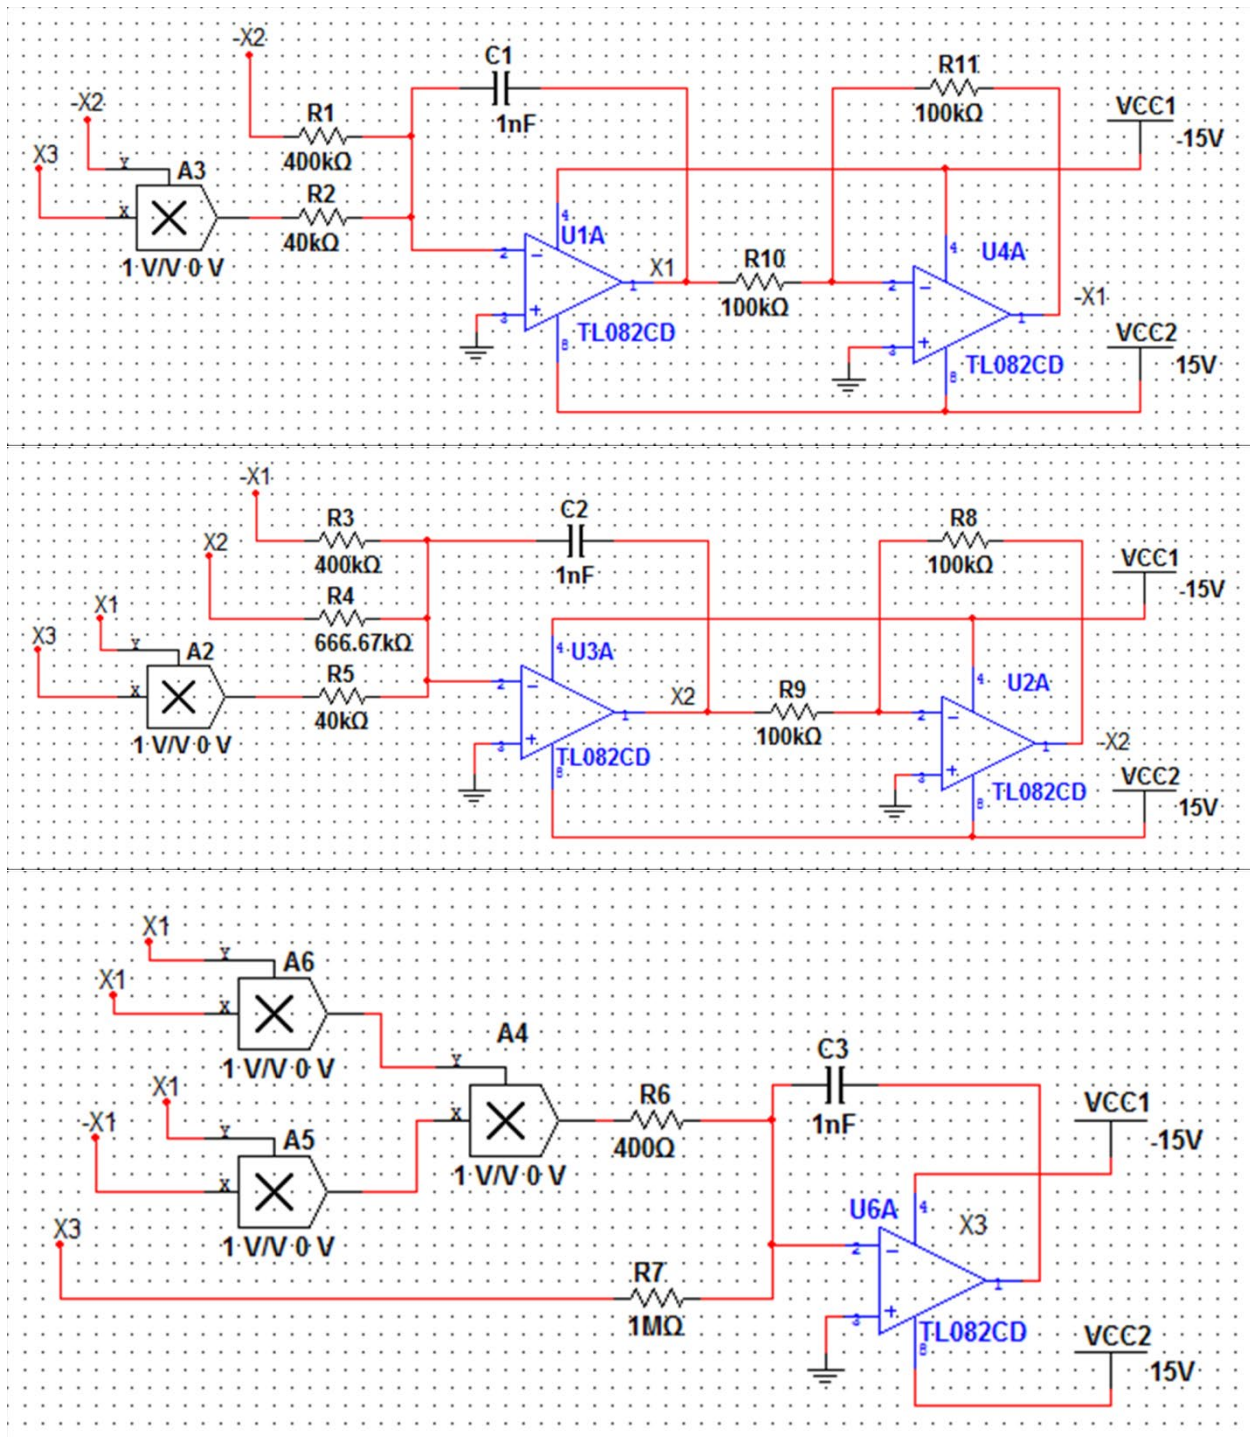 -X2
C1
1nF
R11
100kΩ
VCC1
-15V
-X2
R1
400kΩ
X3
Y
A3
X
1 V/V 0 V
R2
40kΩ
4
U1A
2
3
1
8
TL082CD
X1
R10
100kΩ
4
U4A
2
3
1
8
TL082CD
-X1
VCC2
15V
-X1
R3
400kΩ
C2
1nF
R8
100kΩ
VCC1
-15V
X2
R4
666.67kΩ
X1
X3
Y
A2
X
1 V/V 0 V
R5
40kΩ
4
U3A
2
3
1
8
TL082CD
X2
R9
100kΩ
4
U2A
2
3
1
8
TL082CD
-X2
VCC2
15V
X1
Y
A6
X1
X
1 V/V 0 V
A4
Y
X
1 V/V 0 V
X1
Y
A5
-X1
X
1 V/V 0 V
R6
400Ω
C3
1nF
VCC1
-15V
X3
R7
1MΩ
U6A
4
X3
2
3
1
8
TL082CD
VCC2
15V